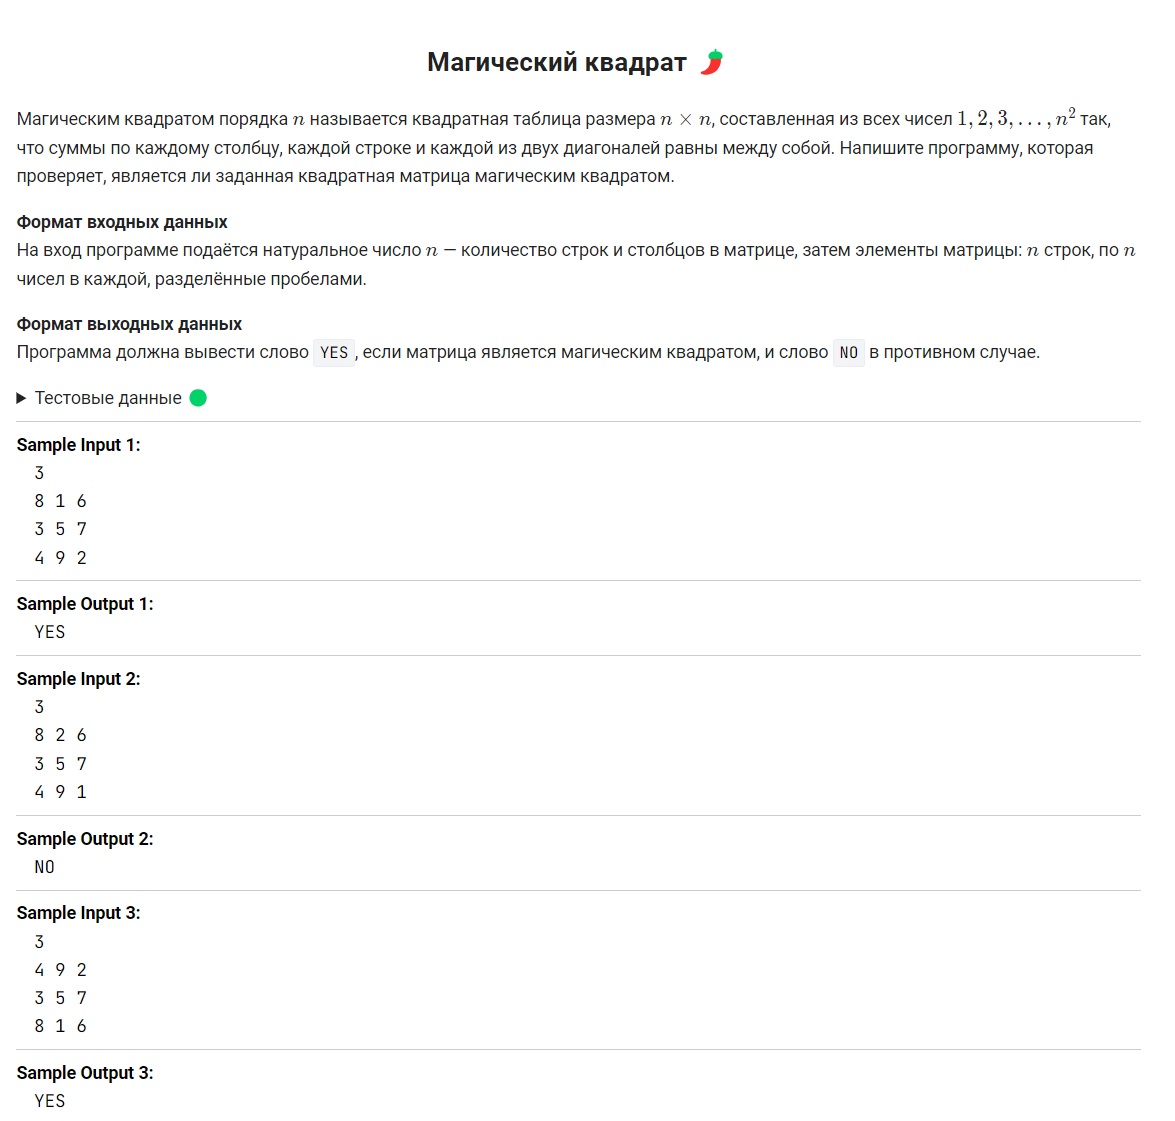 Магический квадрат
Магическим квадратом порядка n называется квадратная таблица размера n × n, составленная из всех чисел 1, 2, 3, . . . , n² так,
что суммы по каждому столбцу, каждой строке и каждой из двух диагоналей равны между собой. Напишите программу, которая
проверяет, является ли заданная квадратная матрица магическим квадратом.
Формат входных данных
На вход программе подаётся натуральное число n — количество строк и столбцов в матрице, затем элементы матрицы: n строк, по n
чисел в каждой, разделённые пробелами.
Формат выходных данных
Программа должна вывести слово YES, если матрица является магическим квадратом, и слово NO в противном случае.
Тестовые данные
Sample Input 1:
3
8 1 6
3 5 7
4 9 2
Sample Output 1:
YES
Sample Input 2:
3
8 2 6
3 5 7
4 9 1
Sample Output 2:
NO
Sample Input 3:
3
4 9 2
3 5 7
8 1 6
Sample Output 3:
YES